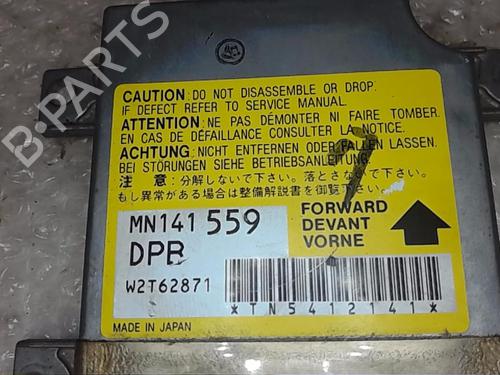 B-PARTS
CAUTION: DO NOT DISASSEMBLE OR DROP.
IF DEFECT REFER TO SERVICE MANUAL.
ATTENTION: NE PAS DÉMONTER NI FAIRE TOMBER.
EN CAS DE DÉFAILLANCE CONSULTER LA NOTICE.
ACHTUNG: NICHT ENTFERNEN ODER FALLEN LASSEN.
BEI STÖRUNGEN SIEHE BETRIEBSANLEITUNG.
注 意 : 分解しないで下さい。落とさないで下さい。
もし異常がある場合は整備解説書を御覧下さい。
MN141 559
DPB
W2T62871
FORWARD
DEVANT
VORNE
*TN5412141*
MADE IN JAPAN